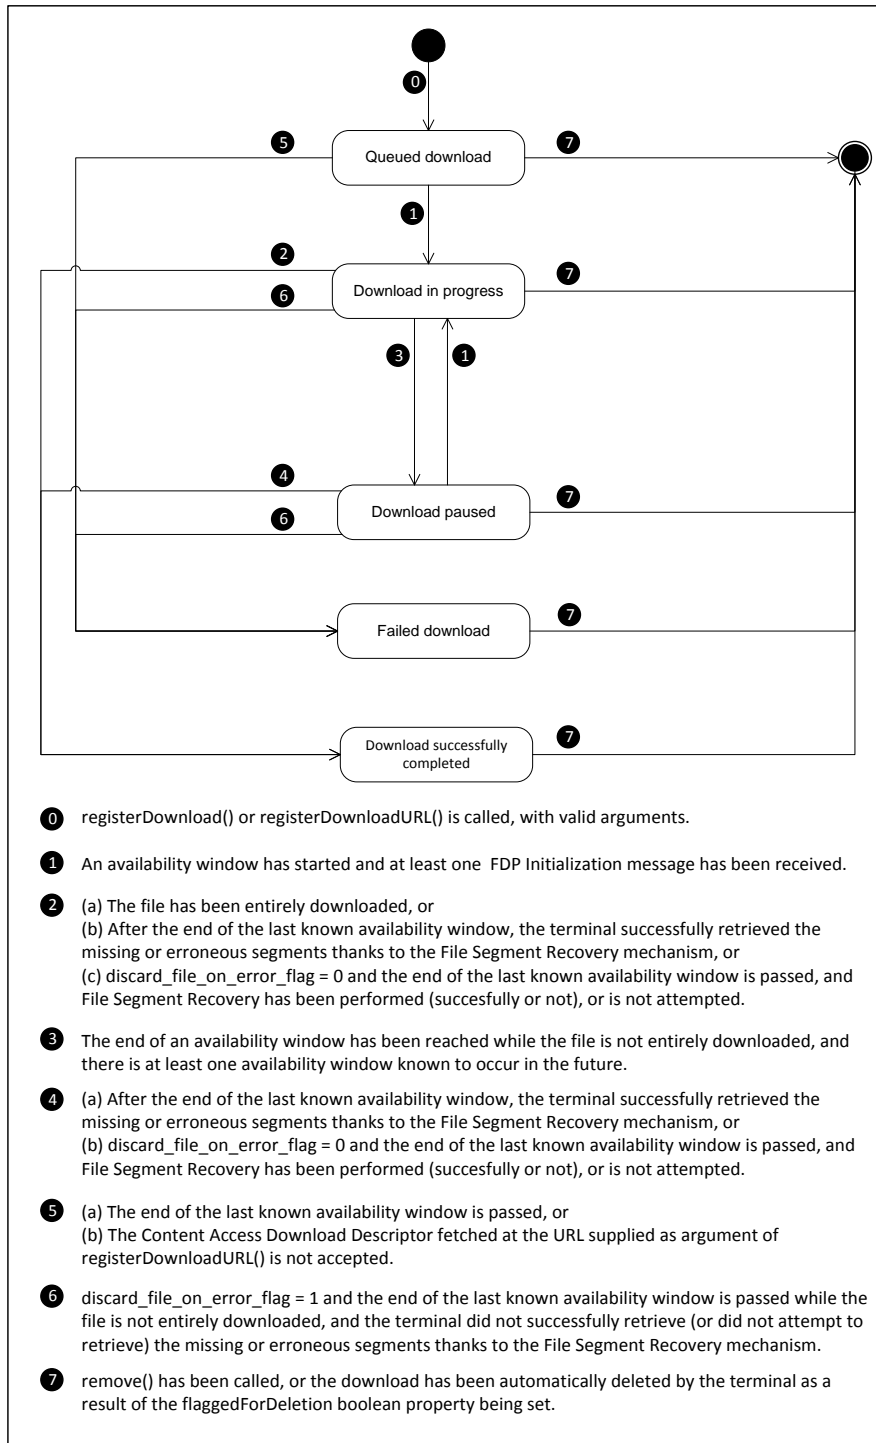 0
5
Queued download
7
1
2
Download in progress
7
6
3
1
4
Download paused
7
6
Failed download
7
Download successfully
completed
7
0 registerDownload() or registerDownloadURL() is called, with valid arguments.
1 An availability window has started and at least one FDP Initialization message has been received.
2 (a) The file has been entirely downloaded, or
(b) After the end of the last known availability window, the terminal successfully retrieved the
missing or erroneous segments thanks to the File Segment Recovery mechanism, or
(c) discard_file_on_error_flag = 0 and the end of the last known availability window is passed, and
File Segment Recovery has been performed (succesfully or not), or is not attempted.
3 The end of an availability window has been reached while the file is not entirely downloaded, and
there is at least one availability window known to occur in the future.
4 (a) After the end of the last known availability window, the terminal successfully retrieved the
missing or erroneous segments thanks to the File Segment Recovery mechanism, or
(b) discard_file_on_error_flag = 0 and the end of the last known availability window is passed, and
File Segment Recovery has been performed (succesfully or not), or is not attempted.
5 (a) The end of the last known availability window is passed, or
(b) The Content Access Download Descriptor fetched at the URL supplied as argument of
registerDownloadURL() is not accepted.
6 discard_file_on_error_flag = 1 and the end of the last known availability window is passed while the
file is not entirely downloaded, and the terminal did not successfully retrieve (or did not attempt to
retrieve) the missing or erroneous segments thanks to the File Segment Recovery mechanism.
7 remove() has been called, or the download has been automatically deleted by the terminal as a
result of the flaggedForDeletion boolean property being set.